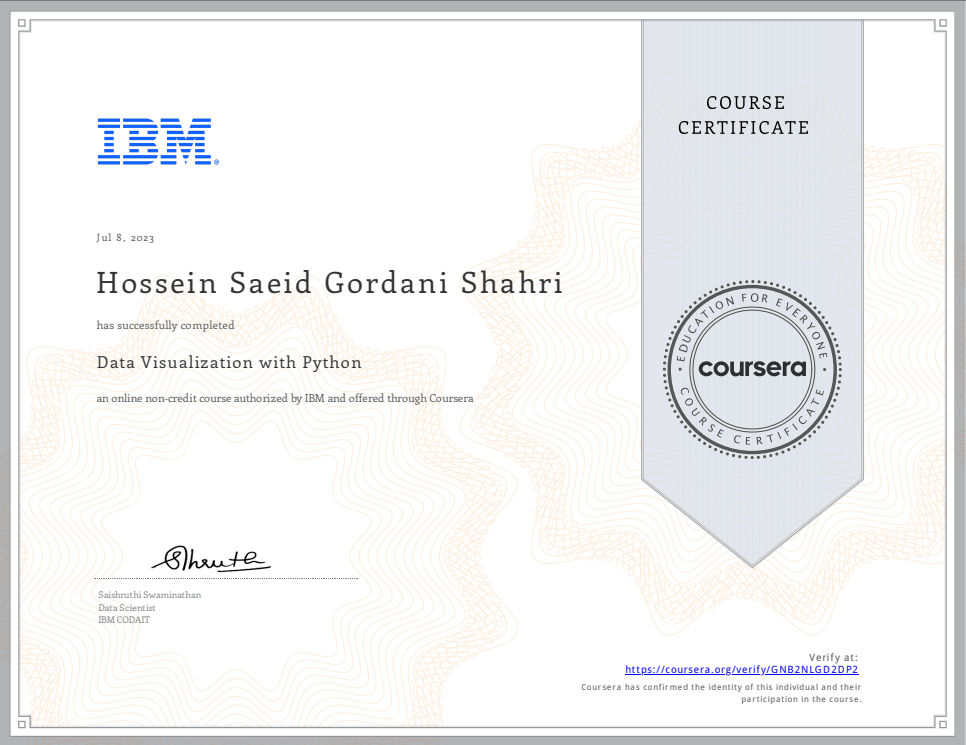 COURSE
CERTIFICATE
IBM®
Jul 8, 2023
Hossein Saeid Gordani Shahri
has successfully completed
Data Visualization with Python
an online non-credit course authorized by IBM and offered through Coursera
EDUCATION FOR EVERYONE
coursera
COURSE CERTIFICATE
Shruthi
Saishruthi Swaminathan
Data Scientist
IBM CODAIT
Verify at:
https://coursera.org/verify/GNB2NLGD2DP2
Coursera has confirmed the identity of this individual and their
participation in the course.